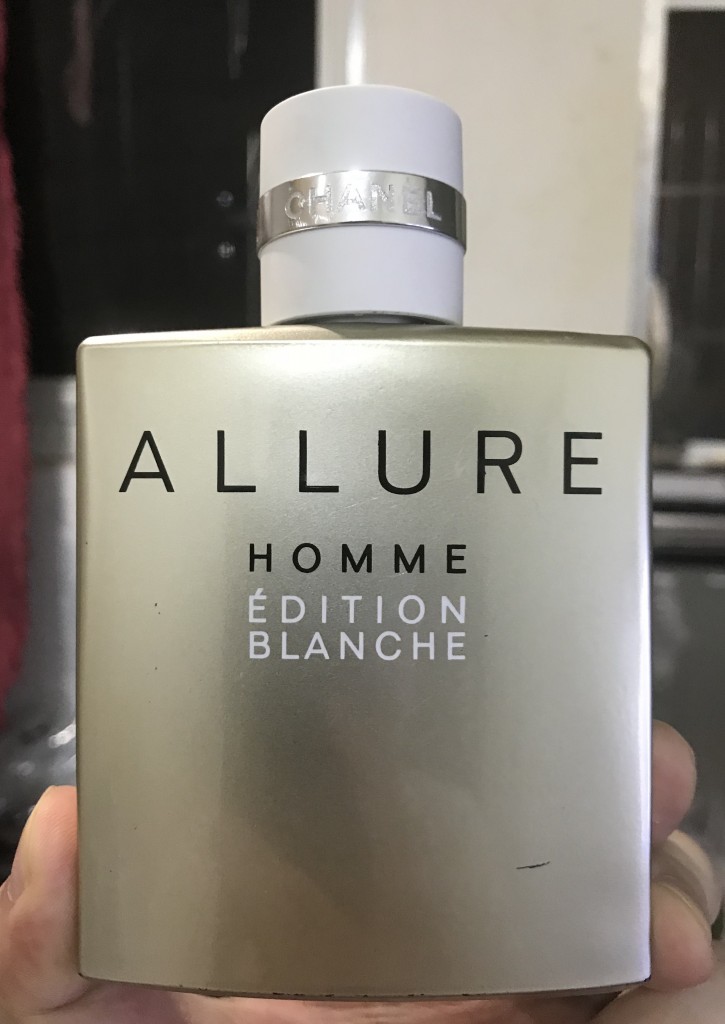 CHANEL
ALLURE
HOMME
ÉDITION
BLANCHE